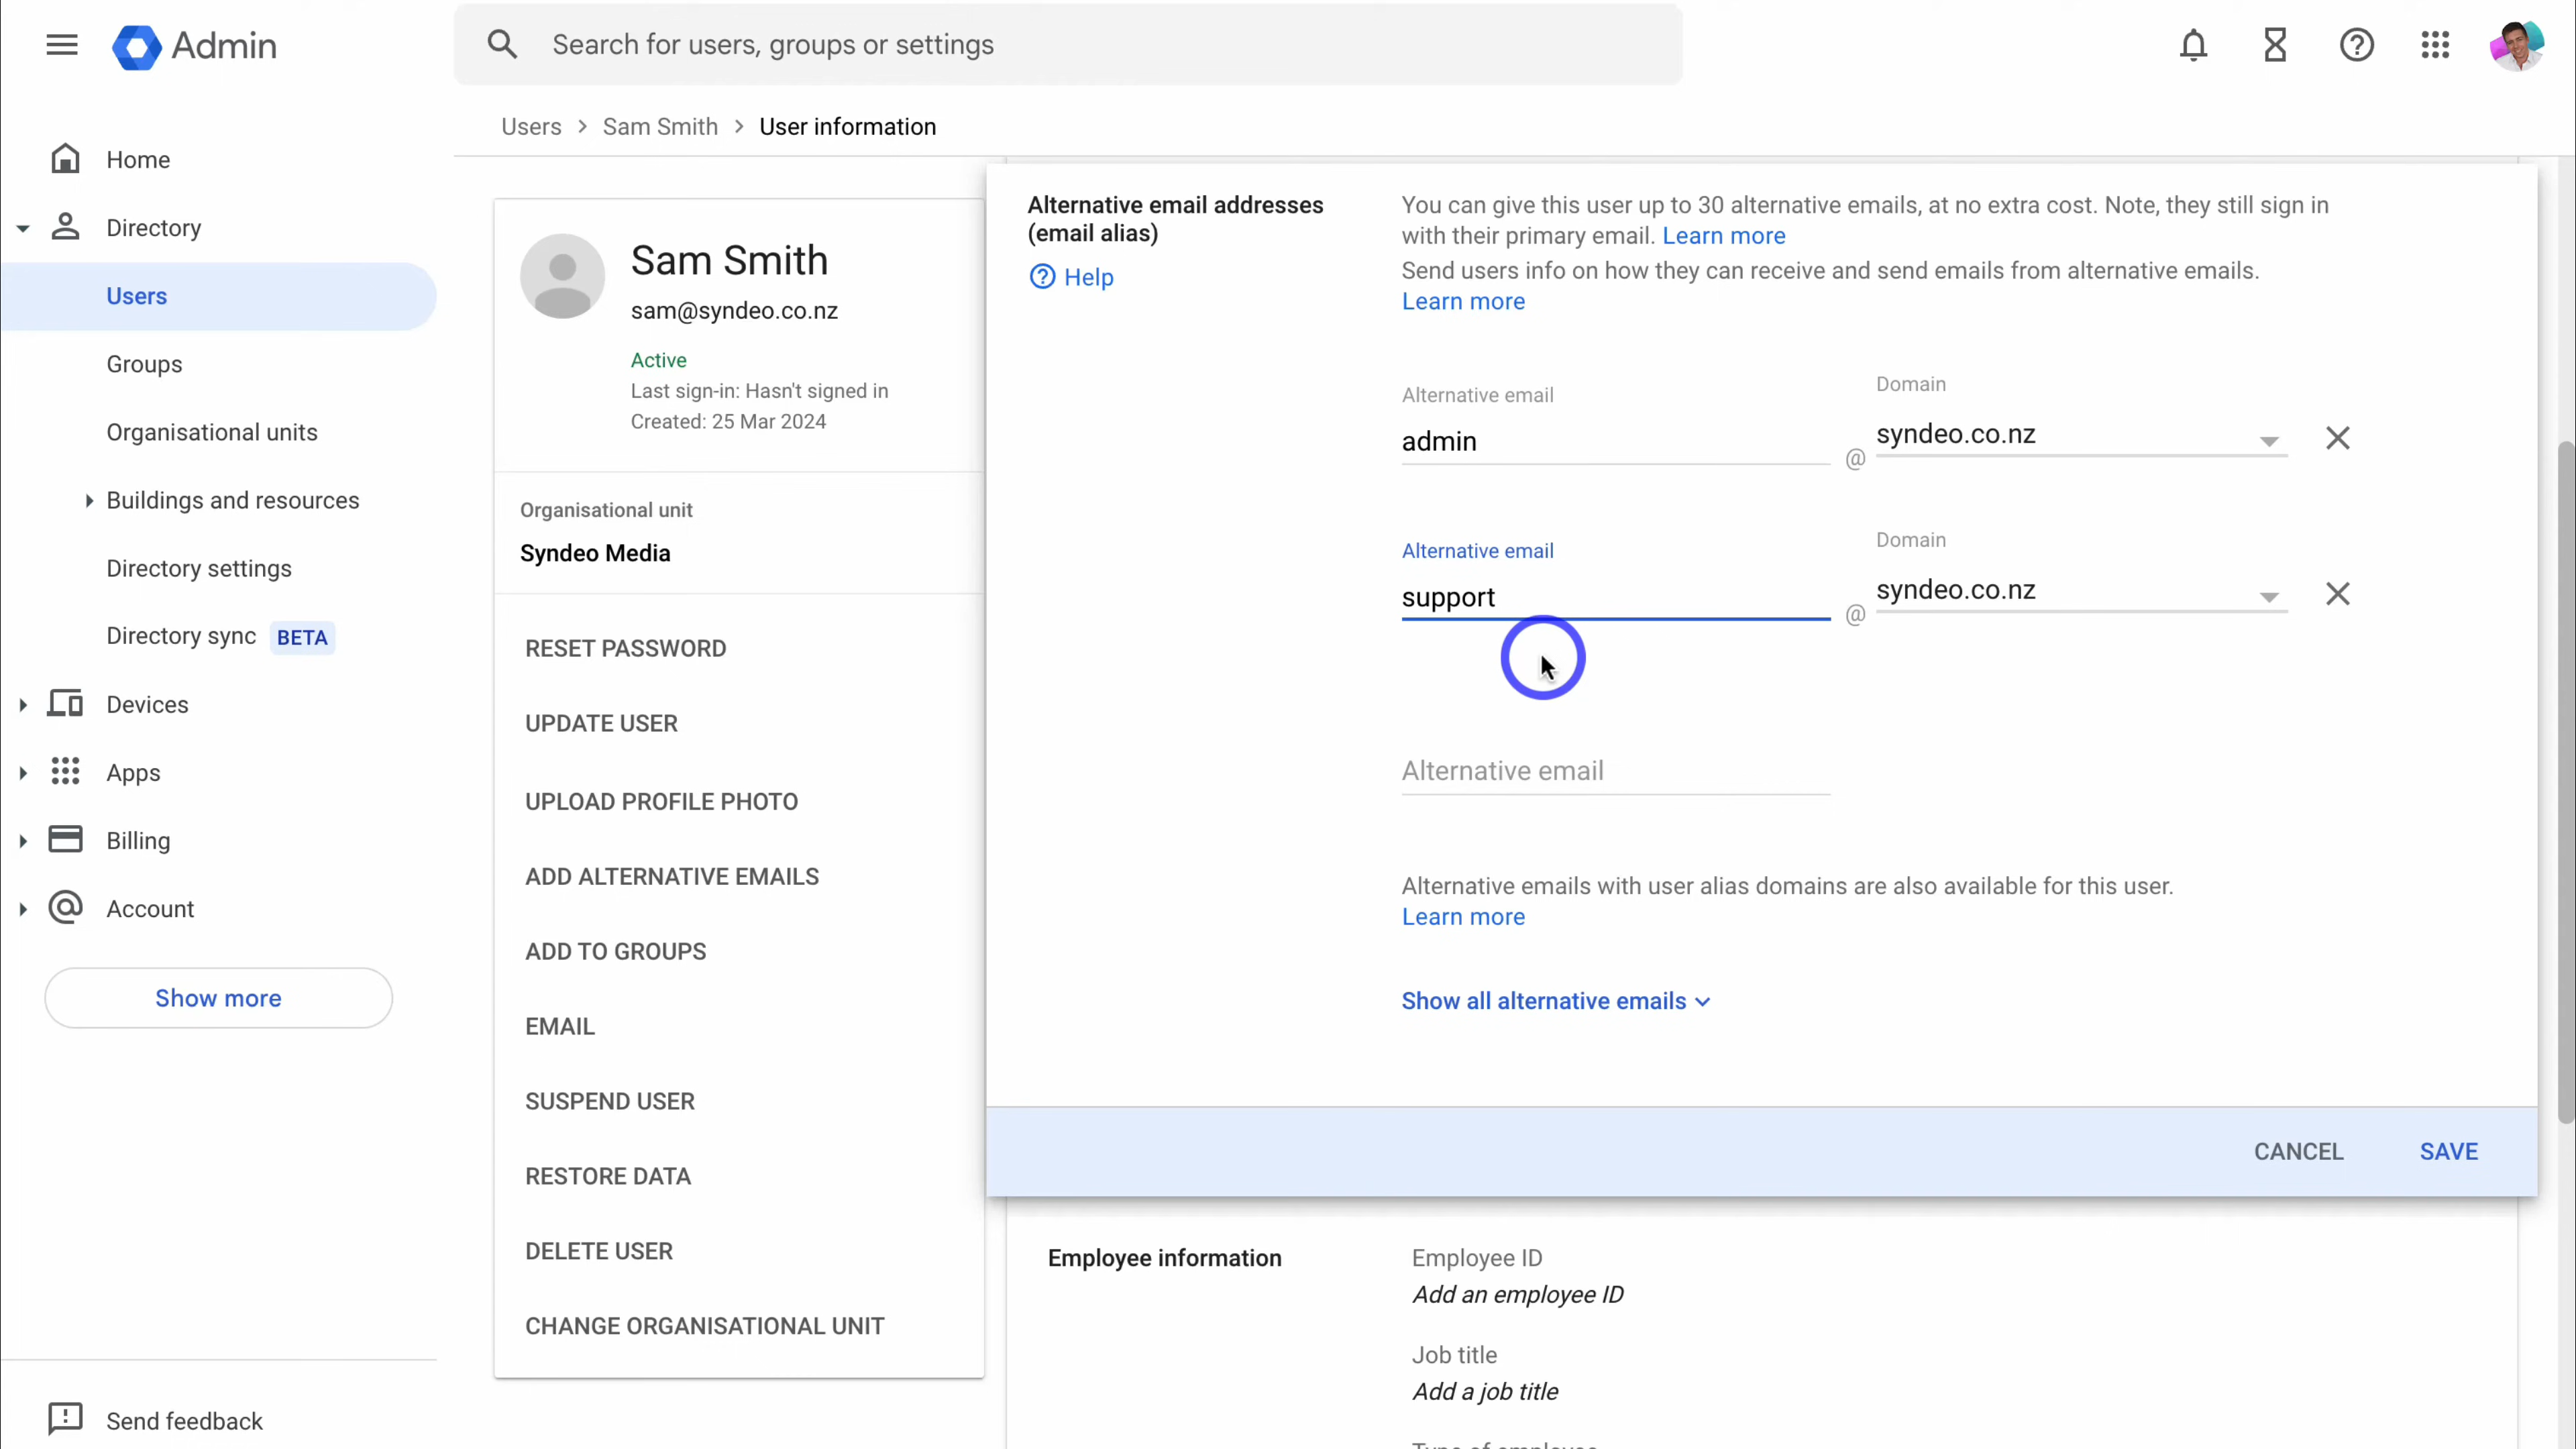 Admin
Search for users, groups or settings
Users > Sam Smith > User information
Home
Directory
Users
Groups
Organisational units
Buildings and resources
Directory settings
Directory sync BETA
Devices
Apps
Billing
Account
Show more
Send feedback
Sam Smith
sam@syndeo.co.nz
Active
Last sign-in: Hasn't signed in
Created: 25 Mar 2024
Organisational unit
Syndeo Media
RESET PASSWORD
UPDATE USER
UPLOAD PROFILE PHOTO
ADD ALTERNATIVE EMAILS
ADD TO GROUPS
EMAIL
SUSPEND USER
RESTORE DATA
DELETE USER
CHANGE ORGANISATIONAL UNIT
Alternative email addresses
(email alias)
Help
You can give this user up to 30 alternative emails, at no extra cost. Note, they still sign in
with their primary email. Learn more
Send users info on how they can receive and send emails from alternative emails.
Learn more
Alternative email
Domain
admin @ syndeo.co.nz
Alternative email
Domain
support @ syndeo.co.nz
Alternative email
Alternative emails with user alias domains are also available for this user.
Learn more
Show all alternative emails
CANCEL SAVE
Employee information
Employee ID
Add an employee ID
Job title
Add a job title